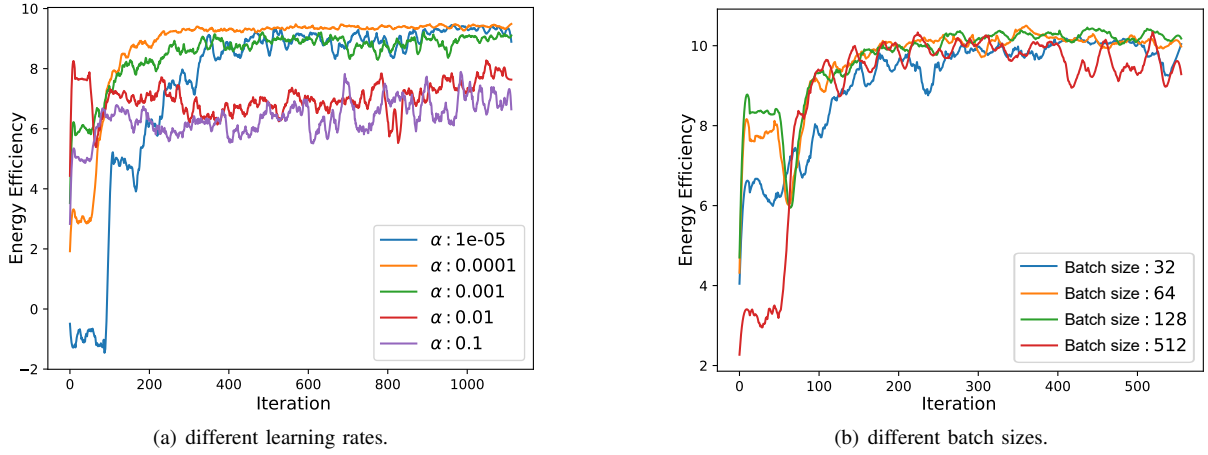 10
8
6
4
2
0
−2
Energy Efficiency
0 200 400 600 800 1000
Iteration
α : 1e-05
α : 0.0001
α : 0.001
α : 0.01
α : 0.1
(a) different learning rates.
10
8
6
4
2
Energy Efficiency
0 100 200 300 400 500
Iteration
Batch size : 32
Batch size : 64
Batch size : 128
Batch size : 512
(b) different batch sizes.